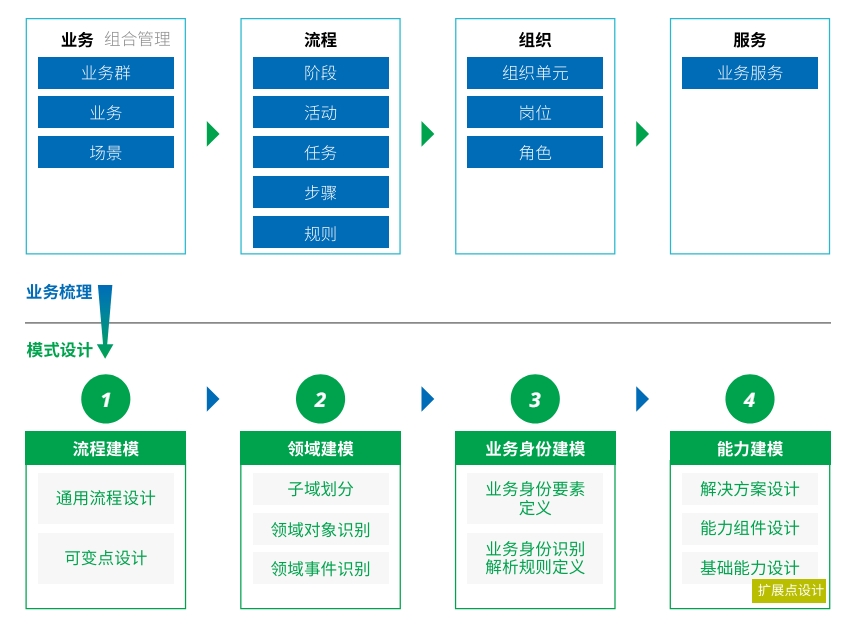 业务 组合管理
业务群
业务
场景
流程
阶段
活动
任务
步骤
规则
组织
组织单元
岗位
角色
服务
业务服务
业务梳理
模式设计
1
流程建模
通用流程设计
可变点设计
2
领域建模
子域划分
领域对象识别
领域事件识别
3
业务身份建模
业务身份要素
定义
业务身份识别
解析规则定义
4
能力建模
解决方案设计
能力组件设计
基础能力设计
扩展点设计